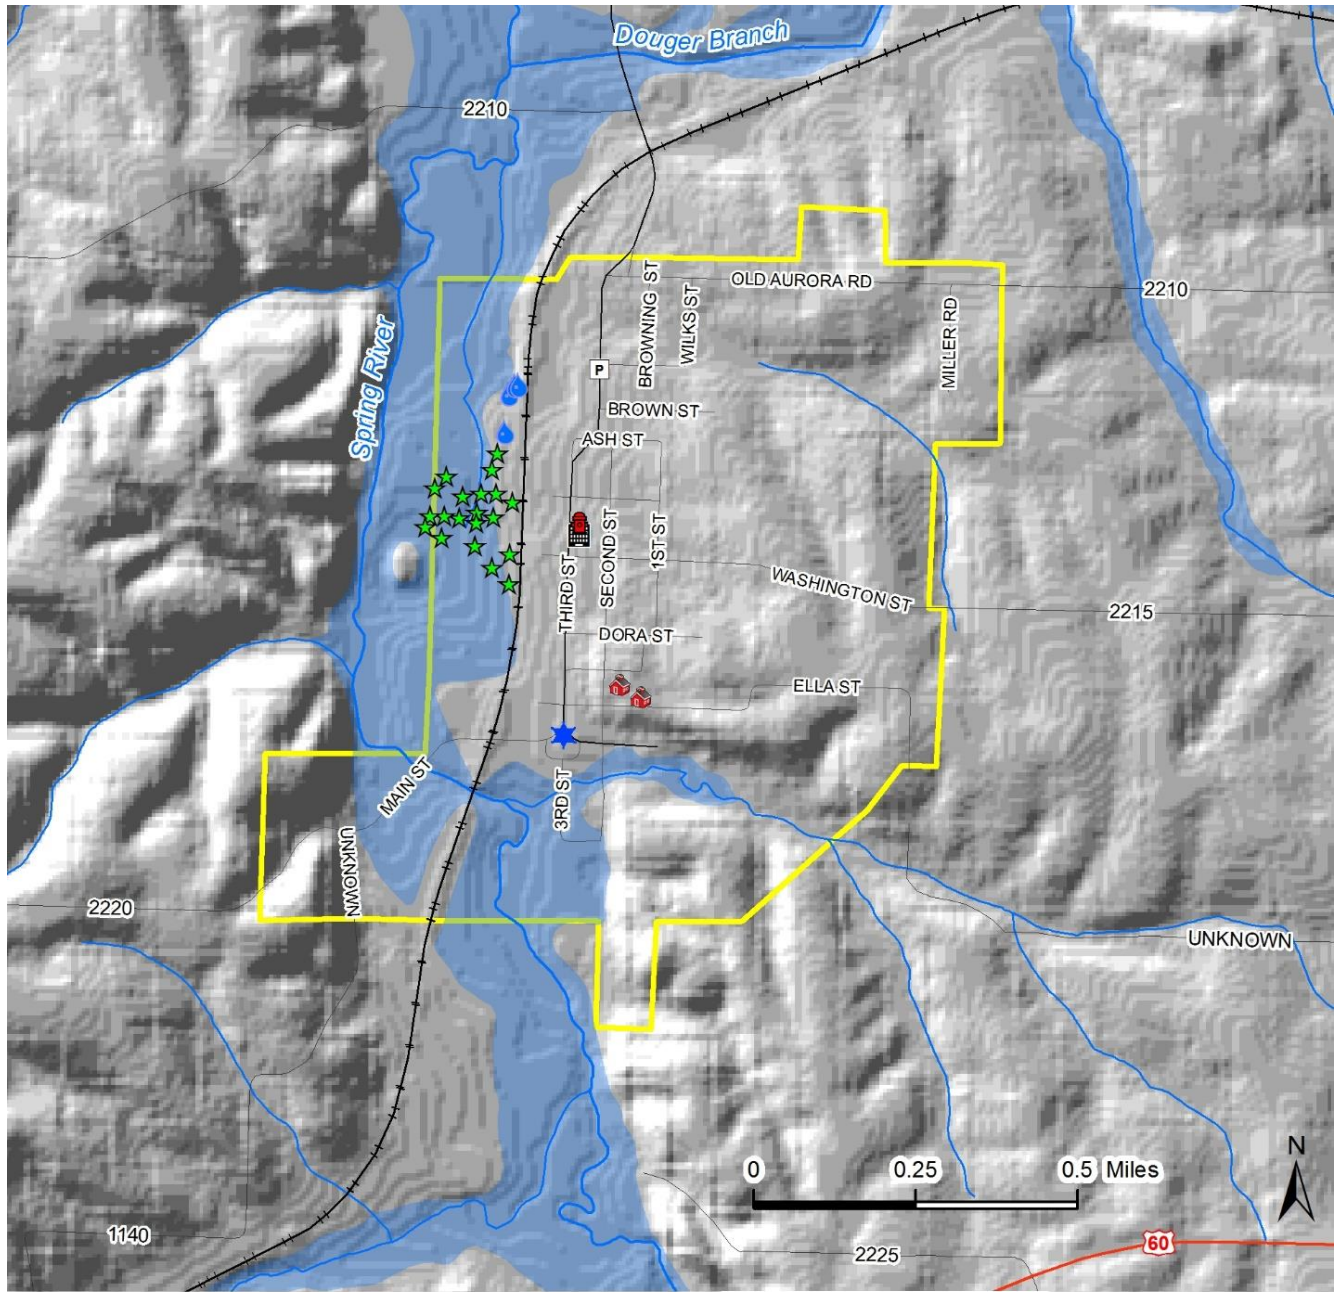 Douger Branch
2210
OLD AURORA RD
2210
BROWNING ST
WILKS ST
MILLER RD
Spring River
P
BROWN ST
ASH ST
THIRD ST
SECOND ST
1ST ST
WASHINGTON ST
2215
DORA ST
ELLA ST
MAIN ST
3RD ST
UNKNOWN
2220
UNKNOWN
N
0 0.25 0.5 Miles
1140
2225
60